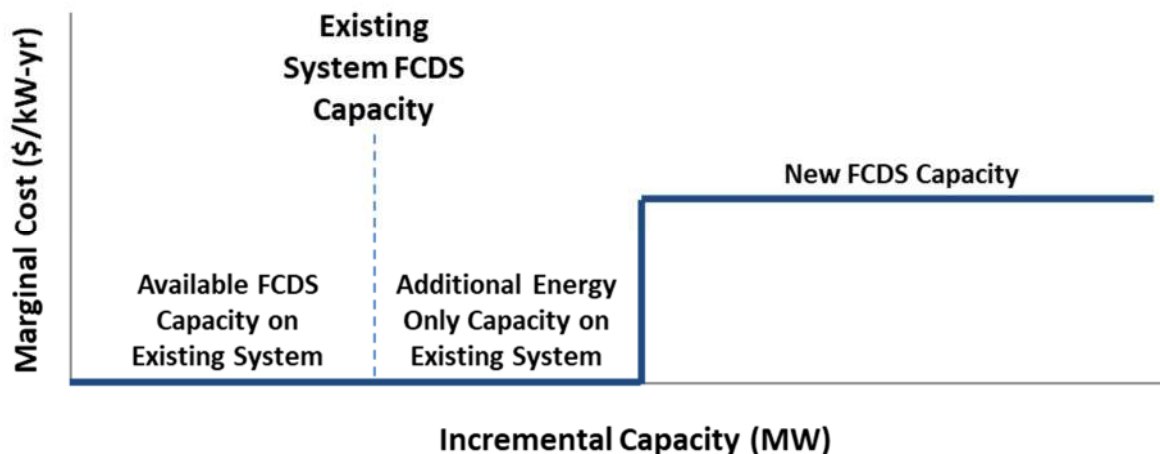 Marginal Cost ($/kW-yr)
Existing
System FCDS
Capacity
New FCDS Capacity
Available FCDS
Capacity on
Existing System
Additional Energy
Only Capacity on
Existing System
Incremental Capacity (MW)